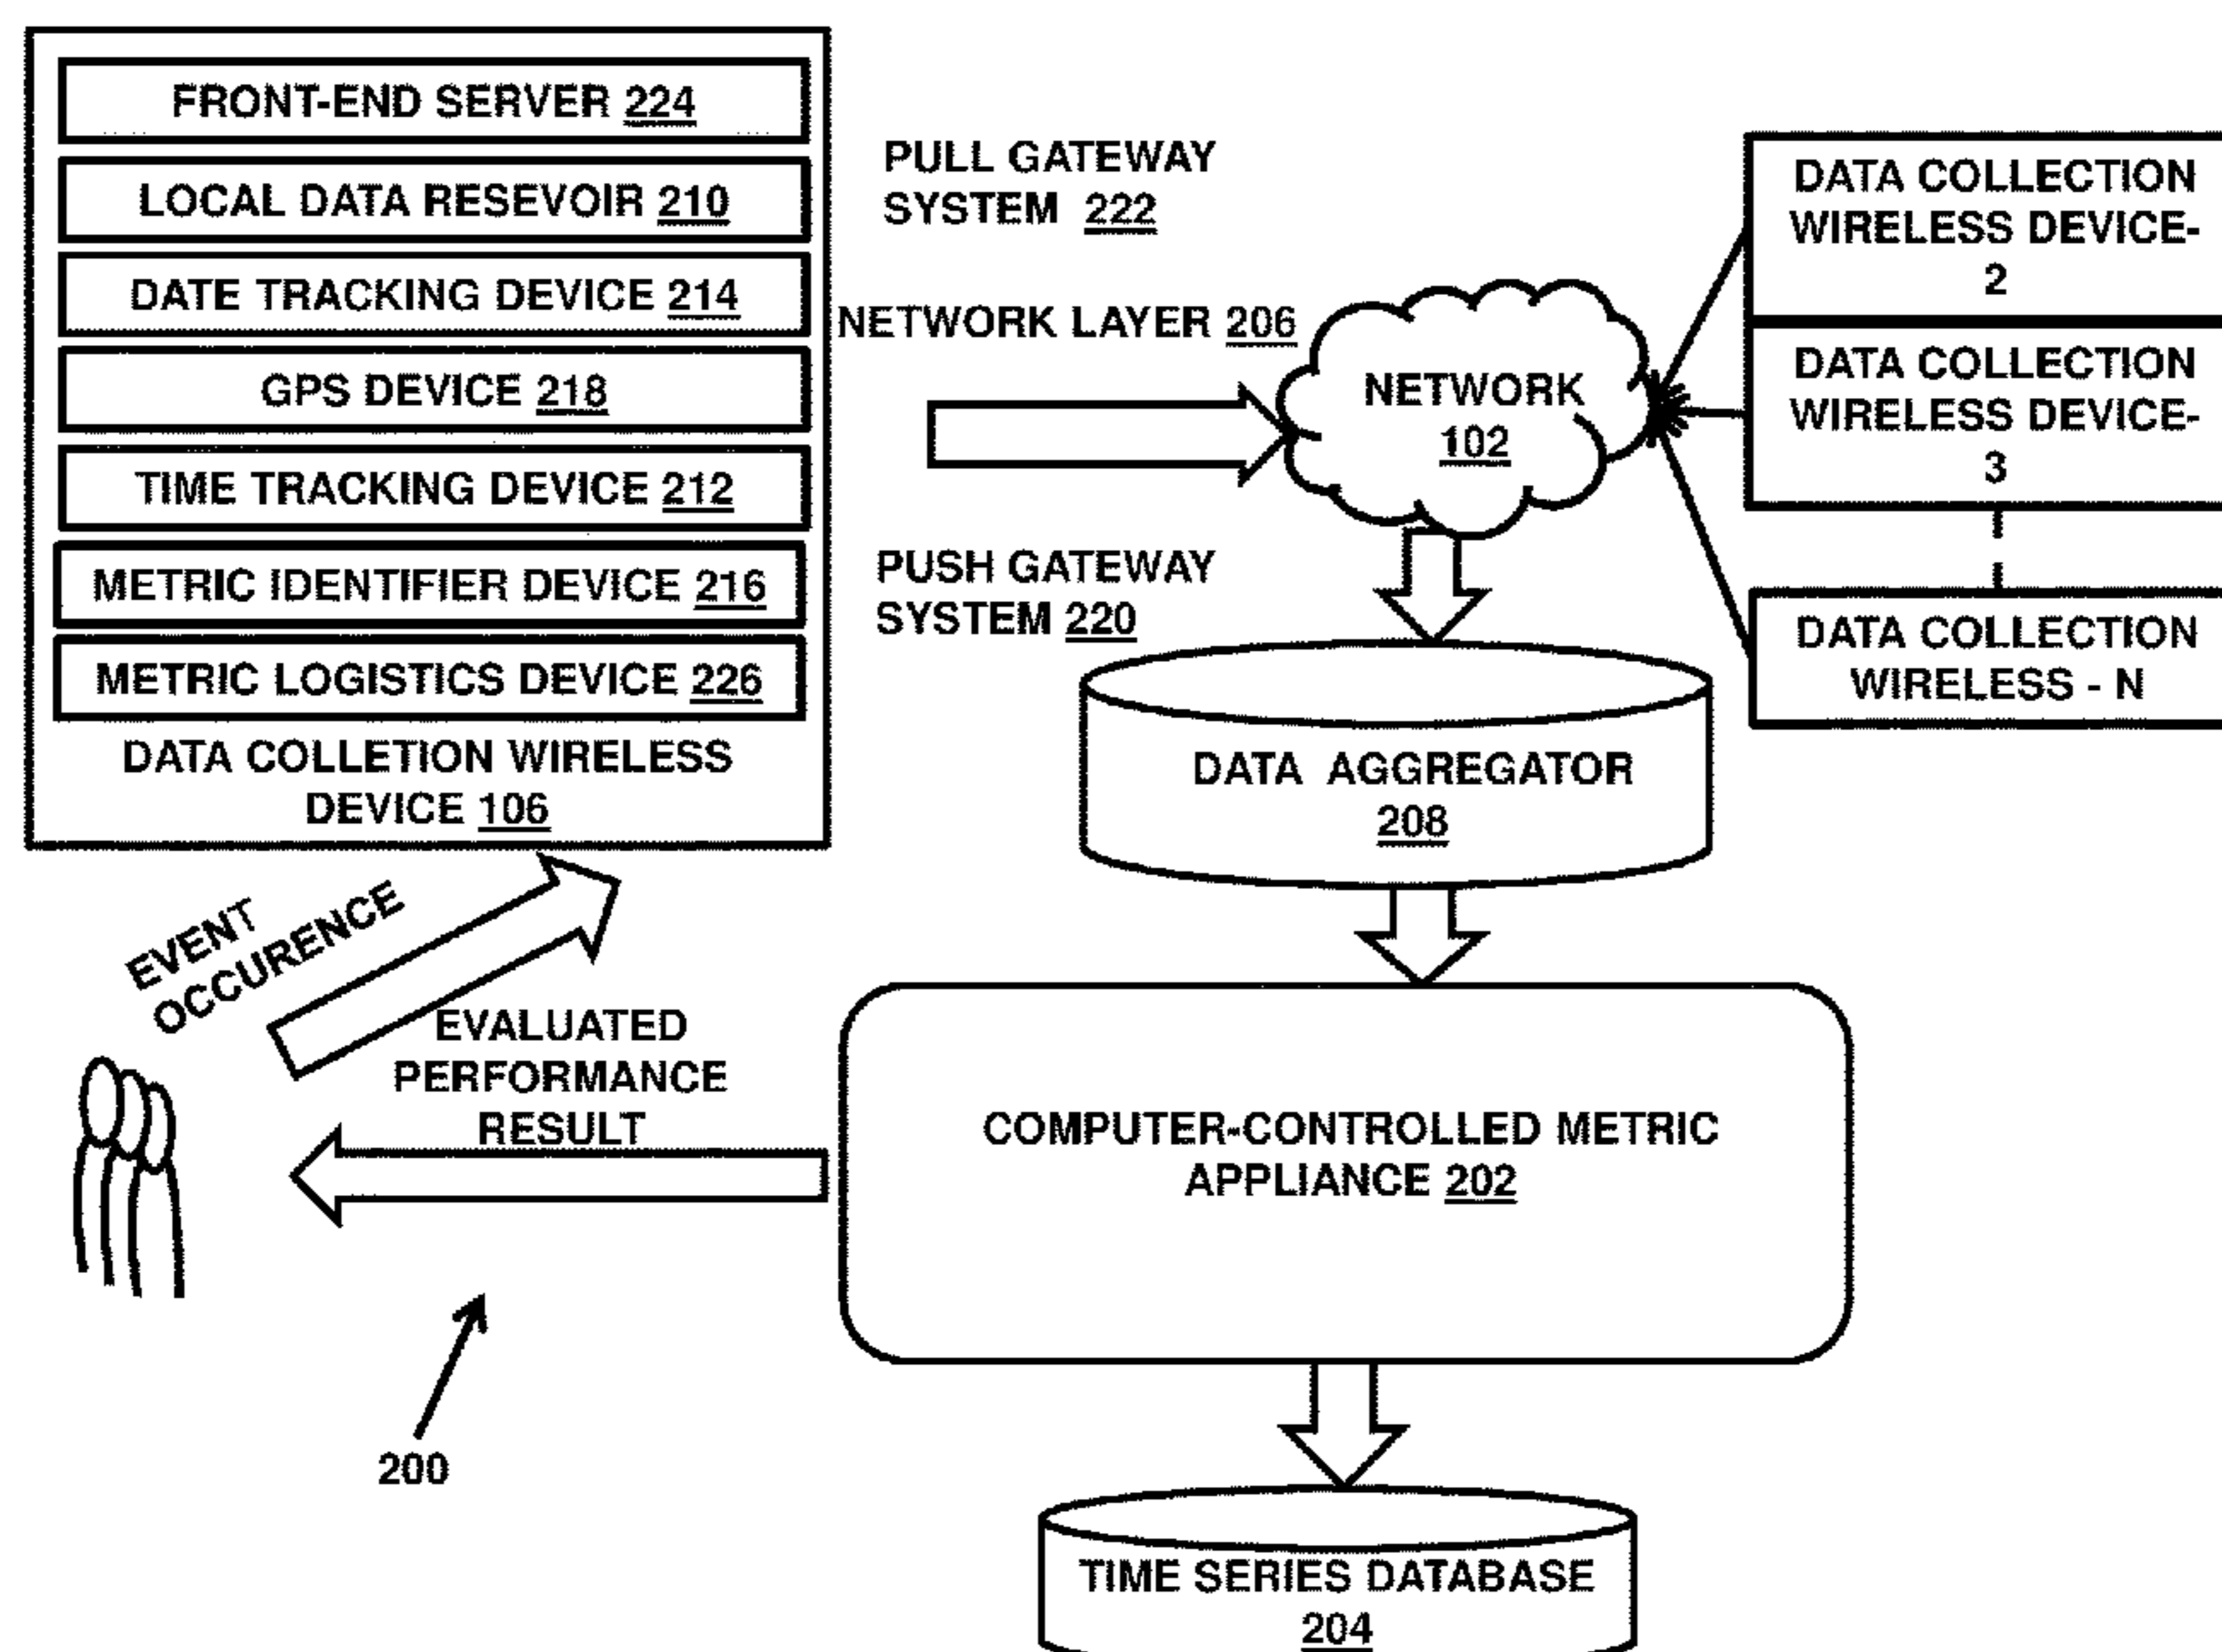 FRONT-END SERVER 224
LOCAL DATA RESEVOIR 210
DATE TRACKING DEVICE 214
GPS DEVICE 218
TIME TRACKING DEVICE 212
METRIC IDENTIFIER DEVICE 216
METRIC LOGISTICS DEVICE 226
DATA COLLETION WIRELESS
DEVICE 106
PULL GATEWAY
SYSTEM 222
NETWORK LAYER 206
NETWORK
102
PUSH GATEWAY
SYSTEM 220
DATA COLLECTION
WIRELESS DEVICE-
2
DATA COLLECTION
WIRELESS DEVICE-
3
DATA COLLECTION
WIRELESS - N
DATA AGGREGATOR
208
EVENT
OCCURENCE
EVALUATED
PERFORMANCE
RESULT
COMPUTER-CONTROLLED METRIC
APPLIANCE 202
200
TIME SERIES DATABASE
204